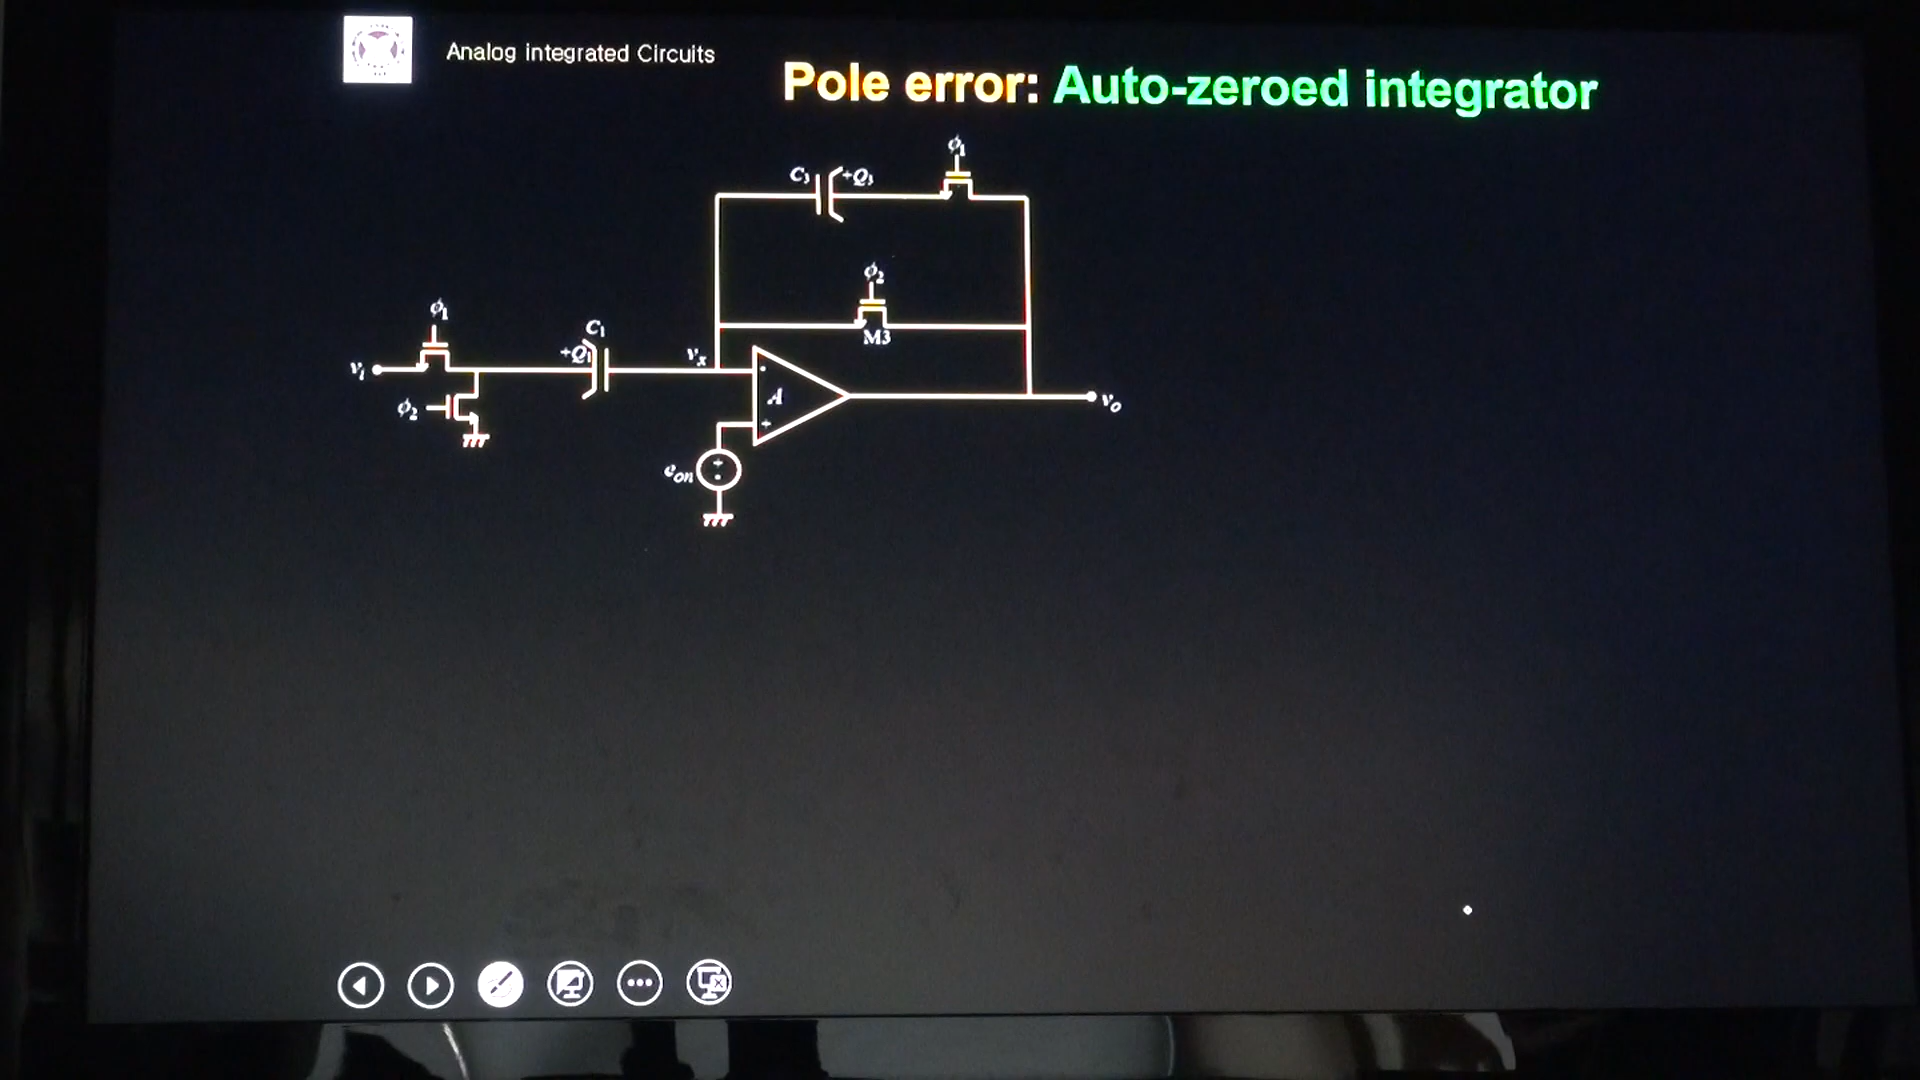 Analog integrated Circuits
Pole error: Auto-zeroed integrator
ϕ1
C3 +Q3
ϕ2
M3
ϕ1
C1
+Q1
vx
vi
-
A
+
vo
ϕ2
eon
+
-